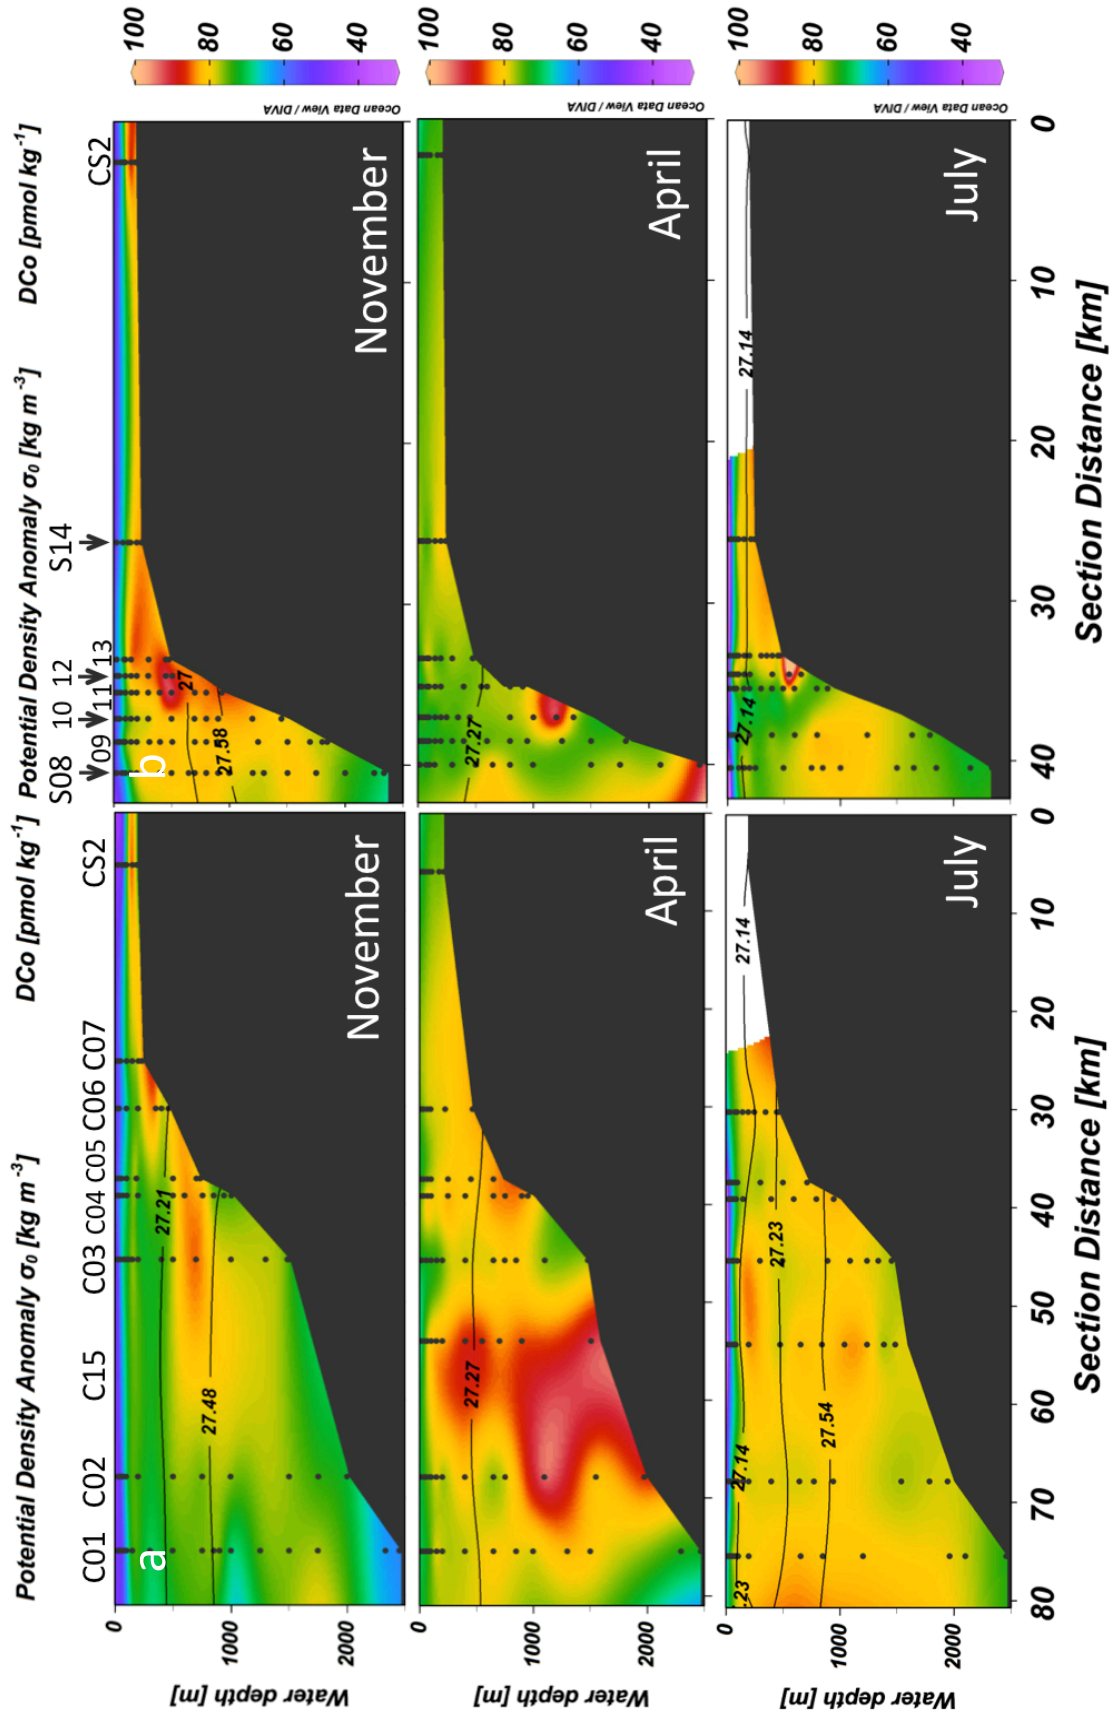 Potential Density Anomaly σ₀ [kg m⁻³]
DCo [pmol kg⁻¹]
Potential Density Anomaly σ₀ [kg m⁻³]
DCo [pmol kg⁻¹]
C01
C02
C15
C03
C04
C05
C06
C07
CS2
S08
09
10
11
12
13
S14
CS2
a
27.21
27.48
November
0
1000
2000
Water depth [m]
b
27
27.58
November
100
80
60
40
Ocean Data View / DIVA
27.27
April
0
1000
2000
Water depth [m]
27.27
April
100
80
60
40
Ocean Data View / DIVA
.23
27.14
27.14
27.23
27.54
July
0
1000
2000
Water depth [m]
27.14
27.14
July
100
80
60
40
Ocean Data View / DIVA
80
70
60
50
40
30
20
10
0
Section Distance [km]
40
30
20
10
0
Section Distance [km]